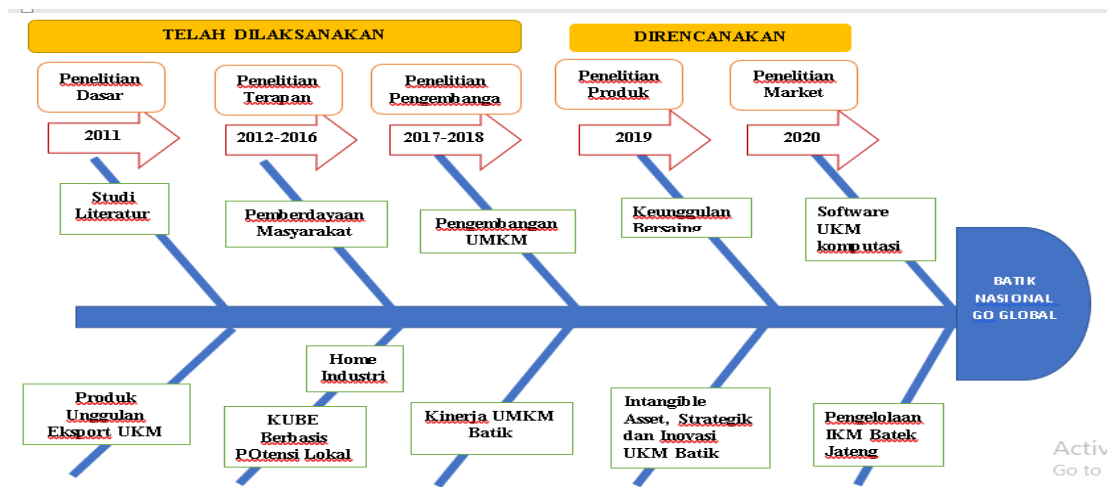 TELAH DILAKSANAKAN
DIRENCANAKAN
Penelitian
Dasar
Penelitian
Terapan
Penelitian
Pengembanga
Penelitian
Produk
Penelitian
Market
2011
2012-2016
2017-2018
2019
2020
Studi
Literatur
Pemberdayaan
Masyarakat
Pengembangan
UMKM
Keunggulan
Bersaing
Software
UKM
komputasi
BATIK
NASIONAL
GO GLOBAL
Home
Industri
Produk
Unggulan
Eksport UKM
KUBE
Berbasis
POtensi Lokal
Kinerja UMKM
Batik
Intangible
Asset, Strategik
dan Inovasi
UKM Batik
Pengelolaan
IKM Batek
Jateng
Activ
Go to